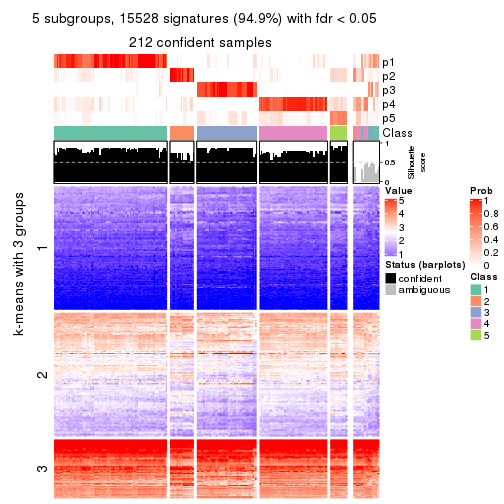 5 subgroups, 15528 signatures (94.9%) with fdr < 0.05
212 confident samples
p1
p2
p3
p4
p5
Class
1
0.5
0
Silhouette
score
k-means with 3 groups
1
2
3
Value
5
4
3
2
1
Status (barplots)
confident
ambiguous
Prob
1
0.8
0.6
0.4
0.2
0
Class
1
2
3
4
5